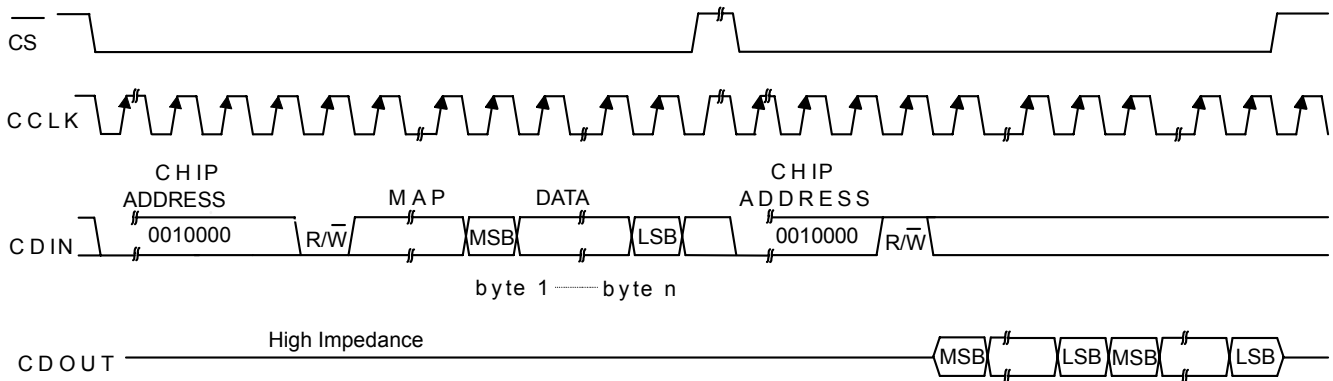 CS
CCLK
CHIP
ADDRESS
MAP
DATA
CHIP
ADDRESS
CDIN
0010000
R/W
MSB
LSB
0010000
R/W
byte 1
byte n
High Impedance
CDOUT
MSB
LSB
MSB
LSB